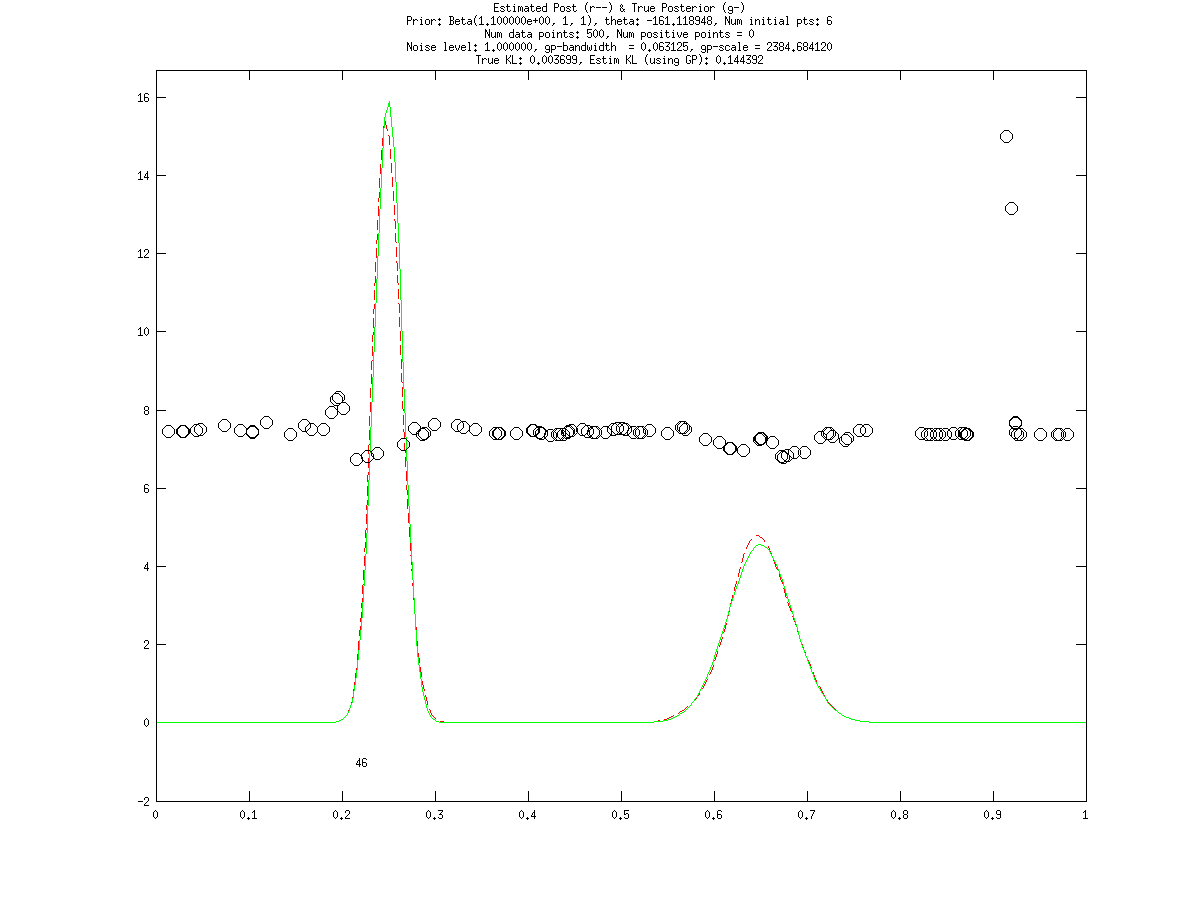 Estimated Post (r--) & True Posterior (g-)
Prior: Beta(1.100000e+00, 1, 1), theta: -161.118948, Num initial pts: 6
Num data points: 500, Num positive points = 0
Noise level: 1.000000, gp-bandwidth  = 0.063125, gp-scale = 2384.684120
True KL: 0.003699, Estim KL (using GP): 0.144392
16
14
12
10
8
6
4
2
0
46
-2
0 0.1 0.2 0.3 0.4 0.5 0.6 0.7 0.8 0.9 1